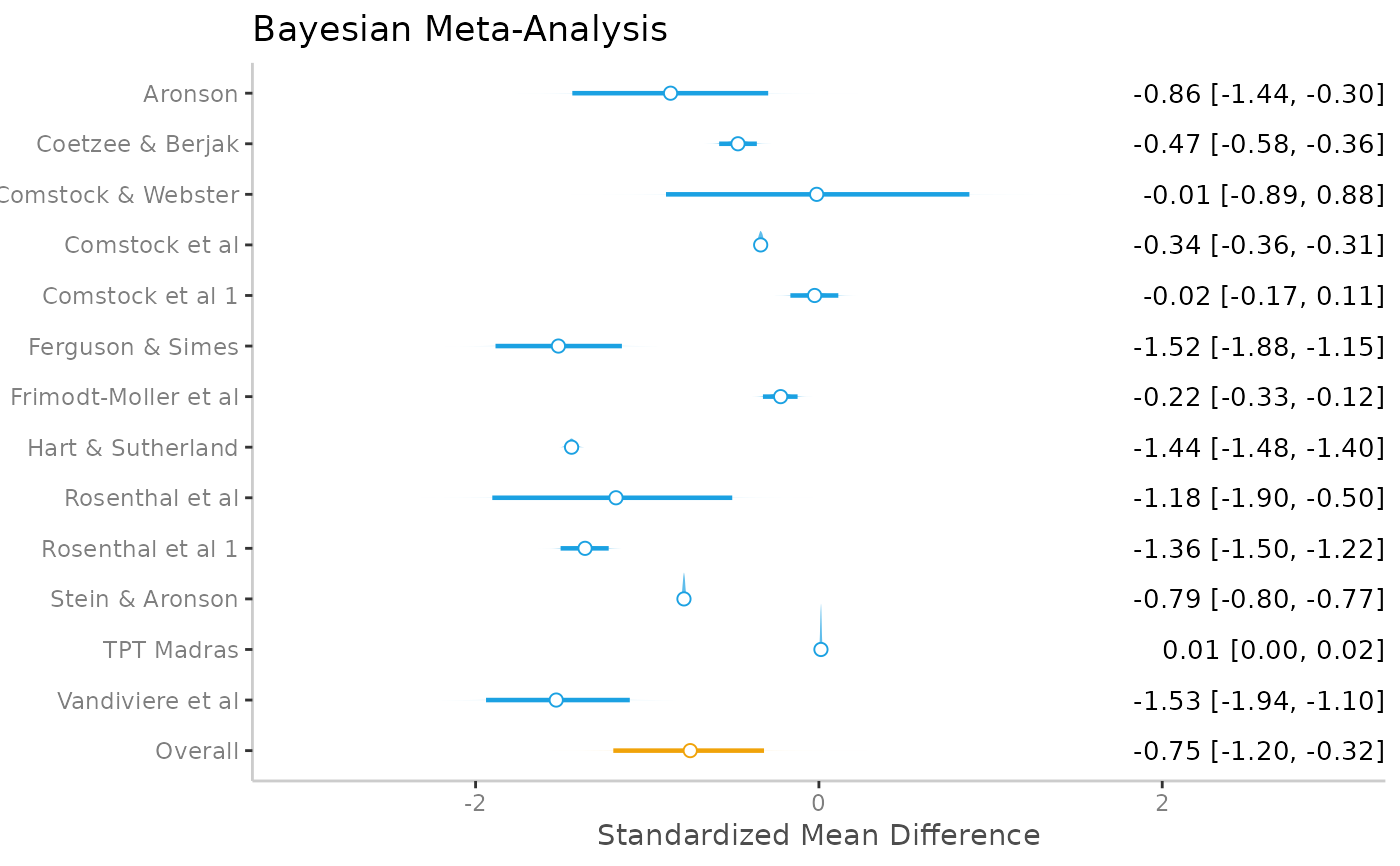 Bayesian Meta-Analysis
Aronson -0.86 [-1.44, -0.30]
Coetzee & Berjak -0.47 [-0.58, -0.36]
Comstock & Webster -0.01 [-0.89, 0.88]
Comstock et al -0.34 [-0.36, -0.31]
Comstock et al 1 -0.02 [-0.17, 0.11]
Ferguson & Simes -1.52 [-1.88, -1.15]
Frimodt-Moller et al -0.22 [-0.33, -0.12]
Hart & Sutherland -1.44 [-1.48, -1.40]
Rosenthal et al -1.18 [-1.90, -0.50]
Rosenthal et al 1 -1.36 [-1.50, -1.22]
Stein & Aronson -0.79 [-0.80, -0.77]
TPT Madras 0.01 [0.00, 0.02]
Vandiviere et al -1.53 [-1.94, -1.10]
Overall -0.75 [-1.20, -0.32]
-2 0 2
Standardized Mean Difference